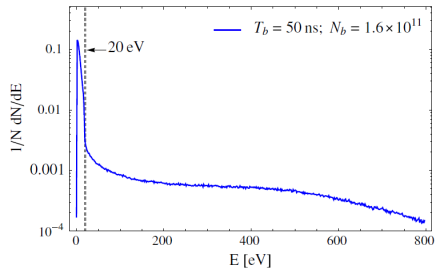 T_b = 50 ns; N_b = 1.6×10^11
20 eV
1/N dN/dE
0.1
0.01
0.001
10^-4
0 200 400 600 800
E [eV]